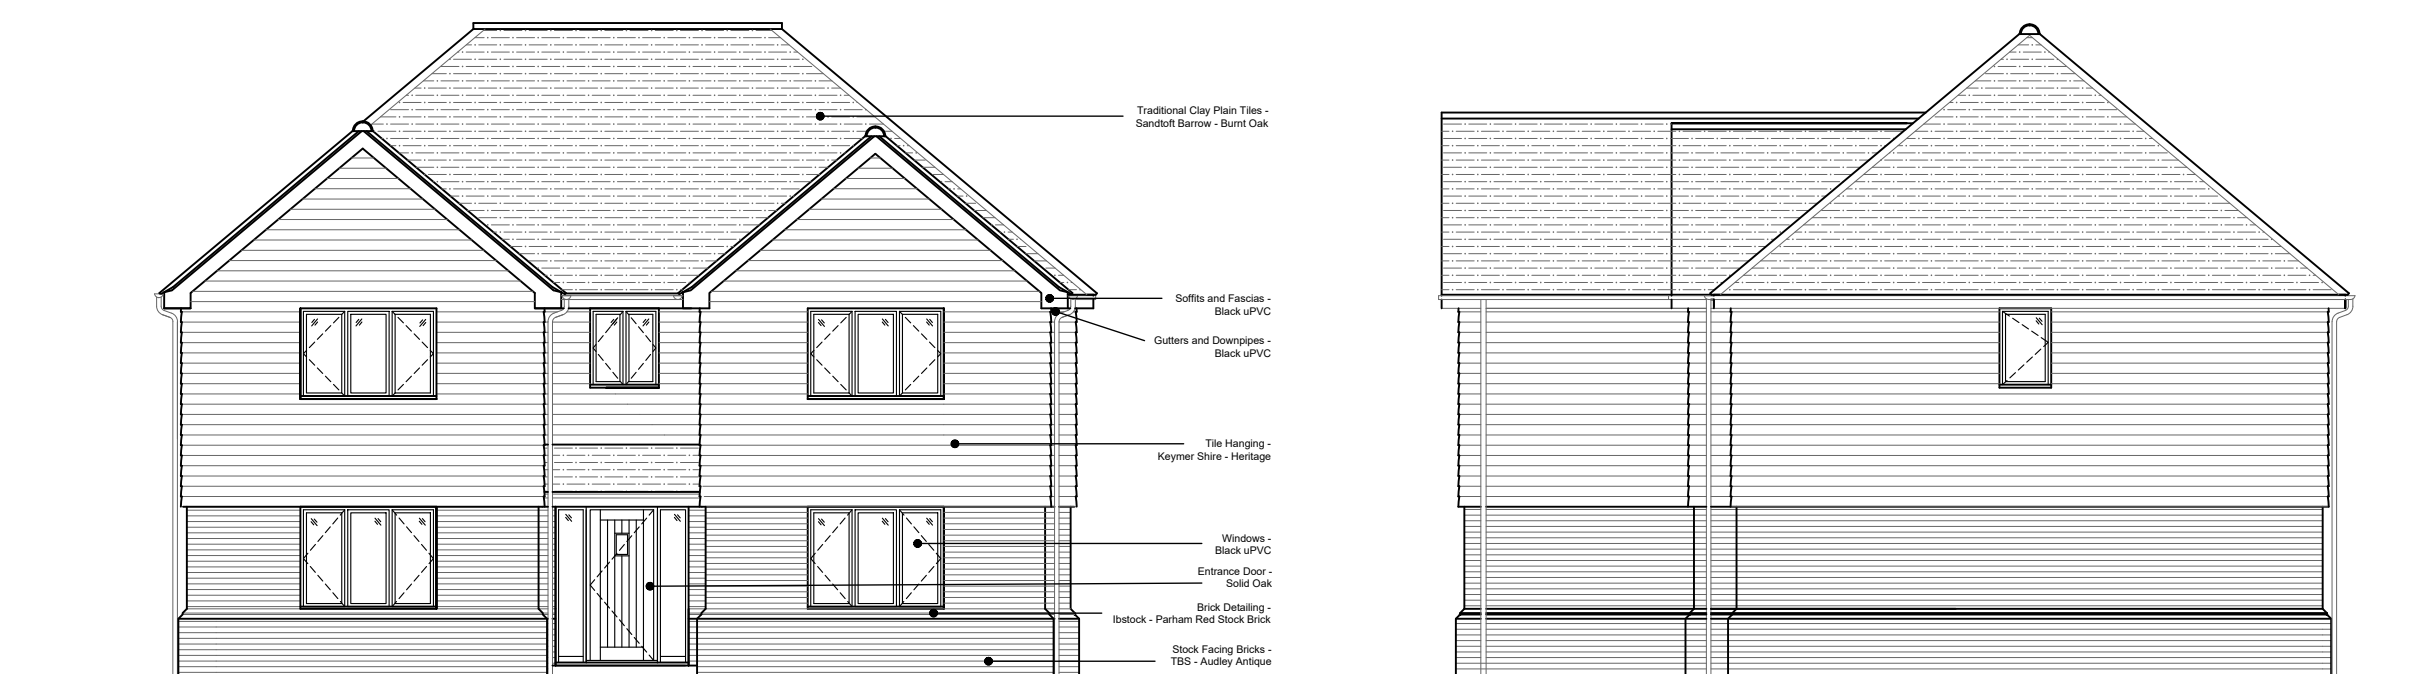 Traditional Clay Plain Tiles -
Sandtoft Barrow - Burnt Oak
Soffits and Fascias -
Black uPVC
Gutters and Downpipes -
Black uPVC
Tile Hanging -
Keymer Shire - Heritage
Windows -
Black uPVC
Entrance Door -
Solid Oak
Brick Detailing -
Ibstock - Parham Red Stock Brick
Stock Facing Bricks -
TBS - Audley Antique